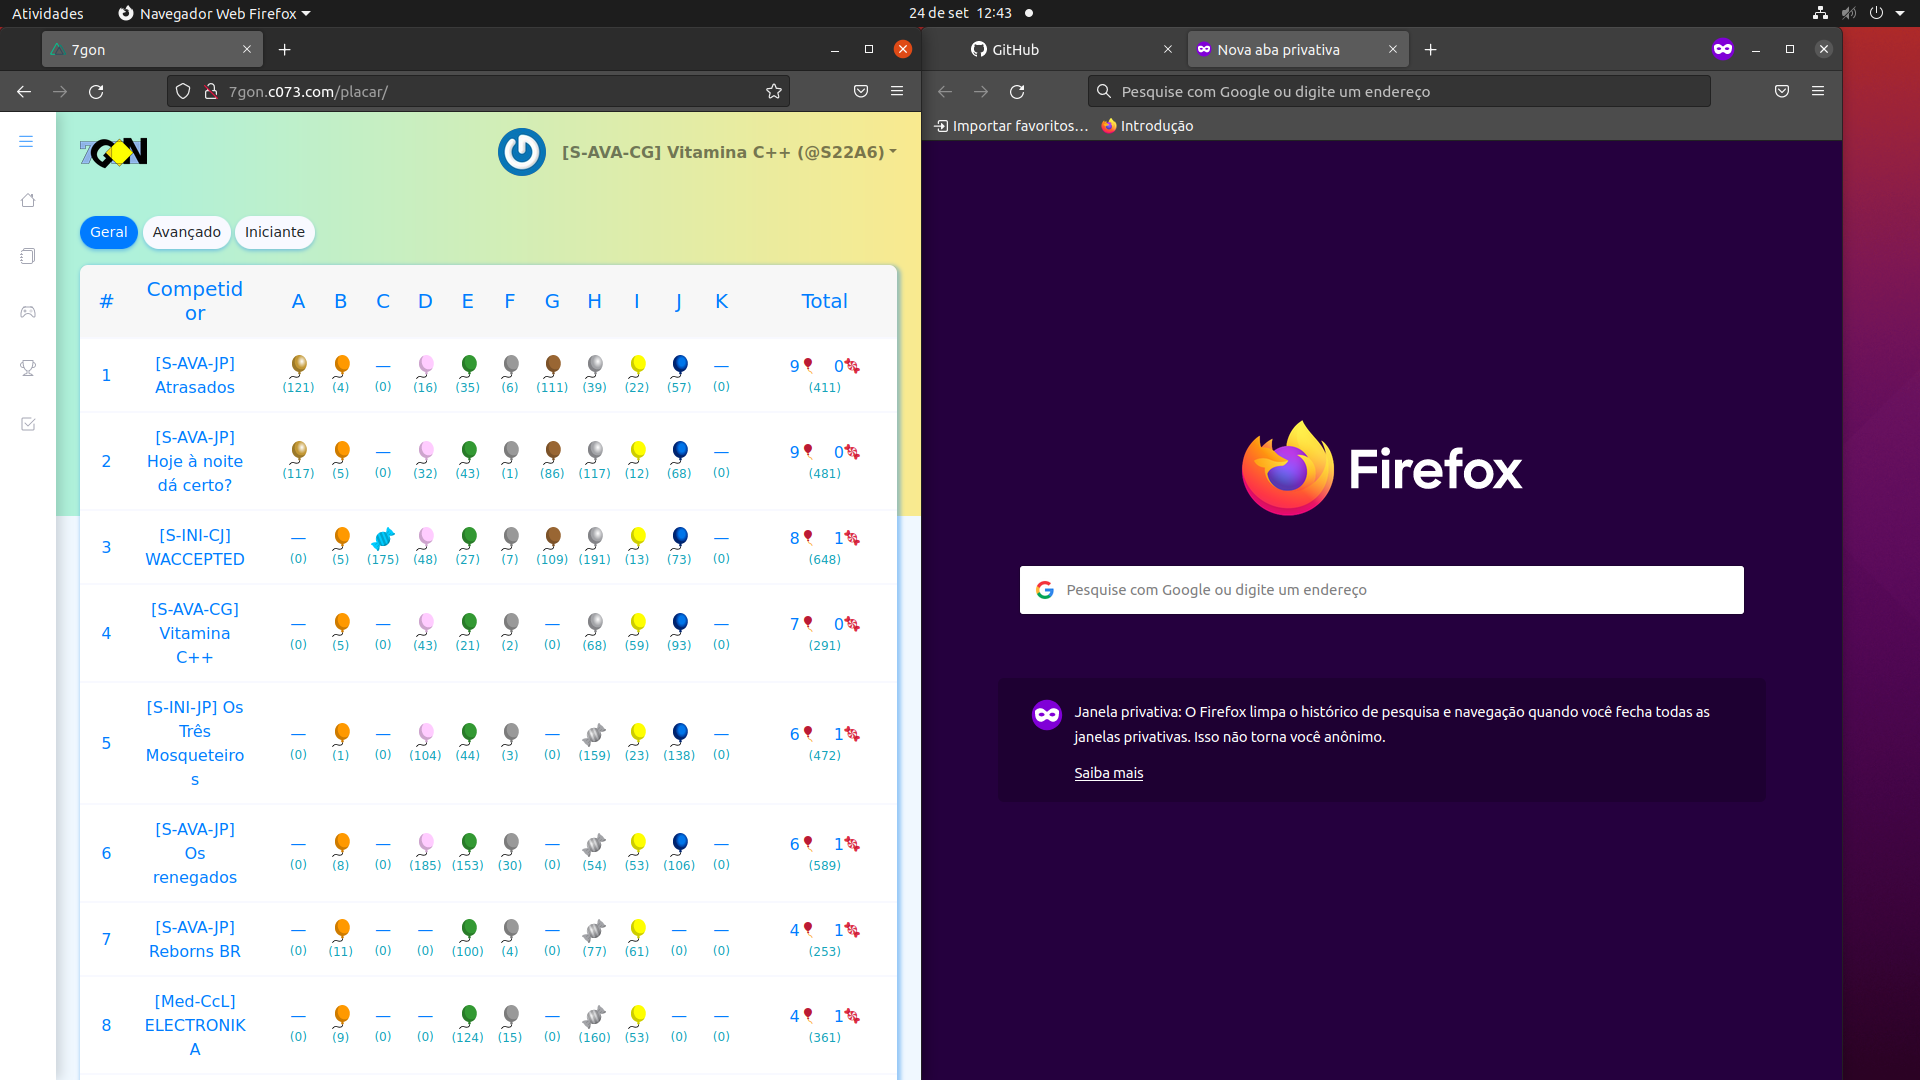 Atividades
Navegador Web Firefox
24 de set 12:43
7gon
7gon.c073.com/placar/
7GON
[S-AVA-CG] Vitamina C++ (@S22A6)
Geral Avançado Iniciante
# Competid
or A B C D E F G H I J K Total
1 [S-AVA-JP]
Atrasados — — 9 0
(121) (4) (0) (16) (35) (6) (111) (39) (22) (57) (0) (411)
2 [S-AVA-JP]
Hoje à noite
dá certo? — — 9 0
(117) (5) (0) (32) (43) (1) (86) (117) (12) (68) (0) (481)
3 [S-INI-CJ]
WACCEPTED — — 8 1
(0) (5) (175) (48) (27) (7) (109) (191) (13) (73) (0) (648)
4 [S-AVA-CG]
Vitamina
C++ — — — — 7 0
(0) (5) (0) (43) (21) (2) (0) (68) (59) (93) (0) (291)
5 [S-INI-JP] Os
Três
Mosqueteiro
s — — — — 6 1
(0) (1) (0) (104) (44) (3) (0) (159) (23) (138) (0) (472)
6 [S-AVA-JP]
Os
renegados — — — — 6 1
(0) (8) (0) (185) (153) (30) (0) (54) (53) (106) (0) (589)
7 [S-AVA-JP]
Reborns BR — — — — — — 4 1
(0) (11) (0) (0) (100) (4) (0) (77) (61) (0) (0) (253)
8 [Med-CcL]
ELECTRONIK
A — — — — — — 4 1
(0) (9) (0) (0) (124) (15) (0) (160) (53) (0) (0) (361)
GitHub
Nova aba privativa
Pesquise com Google ou digite um endereço
Importar favoritos… Introdução
Firefox
Pesquise com Google ou digite um endereço
Janela privativa: O Firefox limpa o histórico de pesquisa e navegação quando você fecha todas as
janelas privativas. Isso não torna você anônimo.
Saiba mais